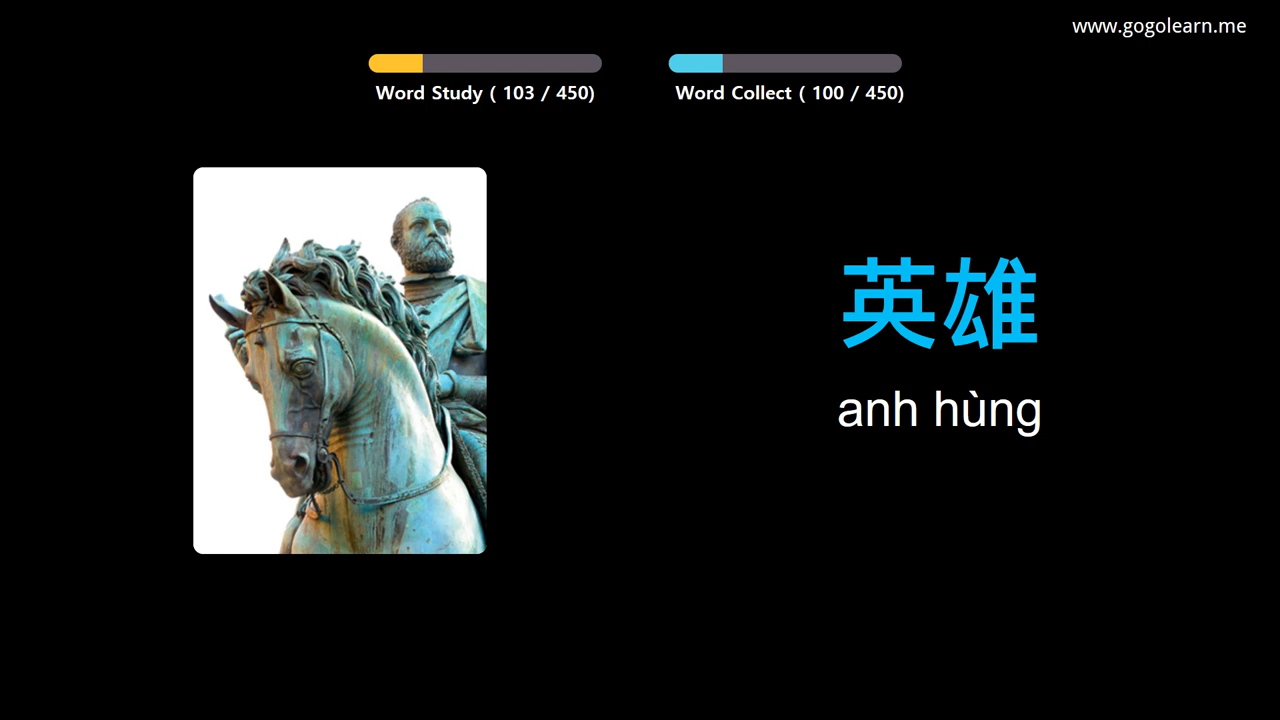 www.gogolearn.me
Word Study ( 103 / 450)
Word Collect ( 100 / 450)
英雄
anh hùng